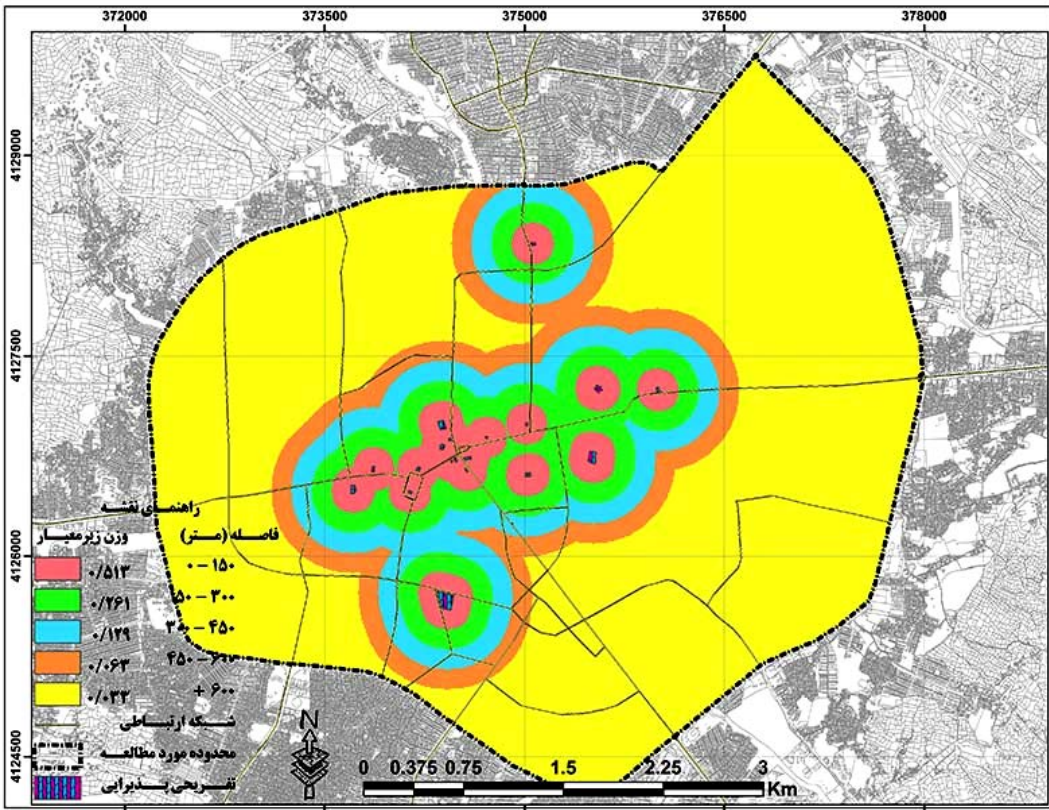 372000 373500 375000 376500 378000
4129000
4127500
4126000
4124500
راهنمای نقشه
فاصله (متر) وزن زیرمعیار
۰ - ۱۵۰ ۰/۵۱۳
۱۵۰ - ۳۰۰ ۰/۲۶۱
۳۰۰ - ۴۵۰ ۰/۱۲۹
۴۵۰ - ۶۰۰ ۰/۰۶۳
۶۰۰ + ۰/۰۳۳
شبکه ارتباطی
محدوده مورد مطالعه
تفریحی پذیرایی
N
0 0.375 0.75 1.5 2.25 3
Km